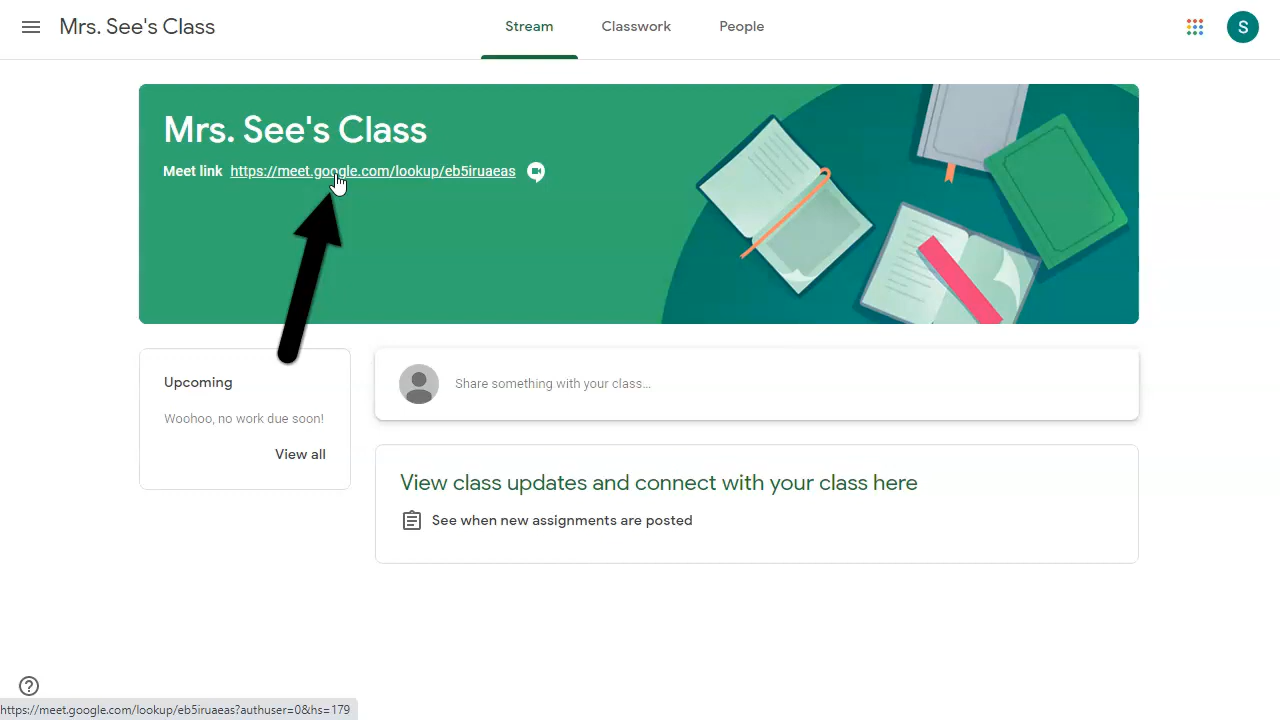 Mrs. See's Class
Stream
Classwork
People
S
Mrs. See's Class
Meet link https://meet.google.com/lookup/eb5iruaeas
Upcoming
Woohoo, no work due soon!
View all
Share something with your class...
View class updates and connect with your class here
See when new assignments are posted
https://meet.google.com/lookup/eb5iruaeas?authuser=0&hs=179